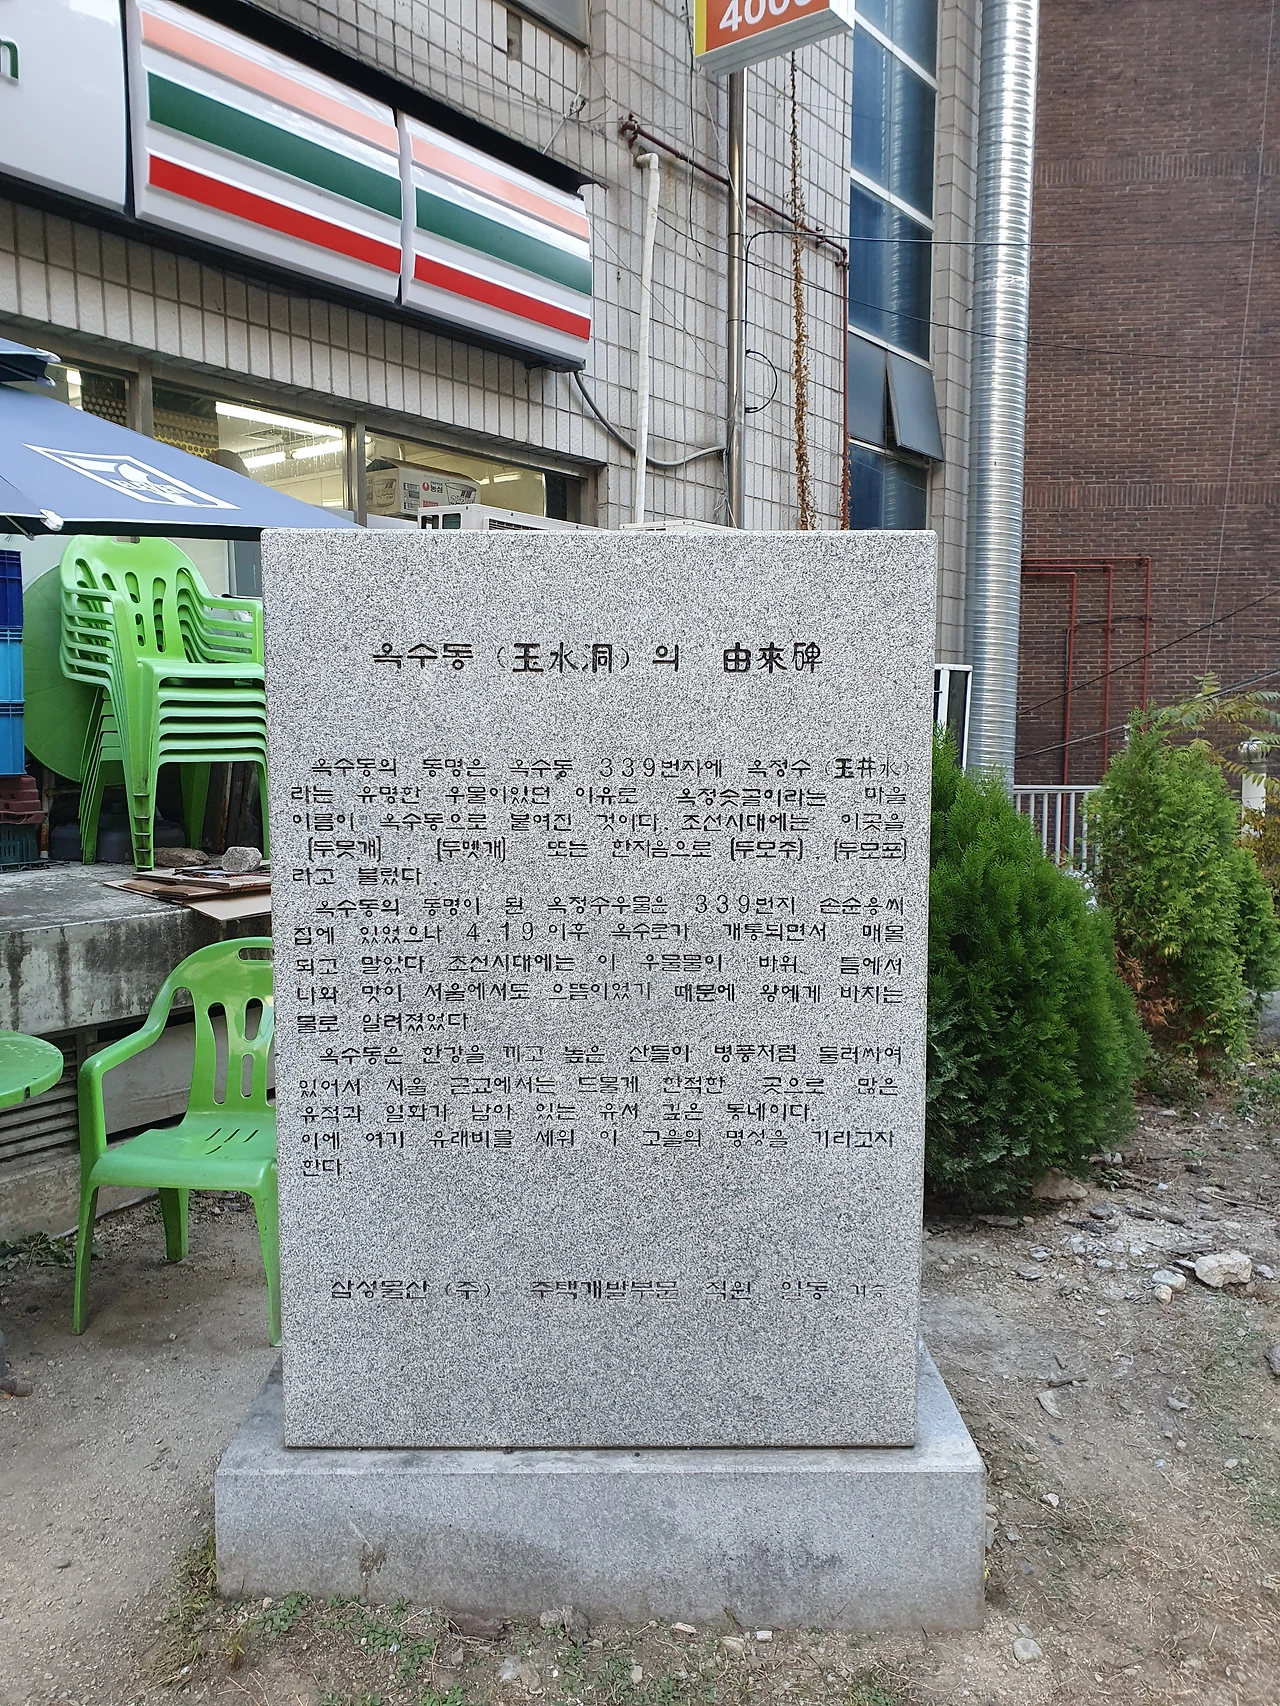 m
4000
농심
옥수동 (玉水洞) 의 由來碑
옥수동의 동명은 옥수동 339번지에 옥정수 (玉井水)
라는 유명한 우물이있던 이유로 옥정숫골이라는 마을
이름이 옥수동으로 붙여진 것이다. 조선시대에는 이곳을
(두뭇개) . (두멧개) 또는 한자음으로 (두모주) . (두모포)
라고 불렀다 .
옥수동의 동명이 된 옥정수우물은 339번지 손순응씨
집에 있었으나 4.19 이후 옥수로가 개통되면서 매몰
되고 말았다. 조선시대에는 이 우물물이 바위 틈에서
나와 맛이 서울에서도 으뜸이었기 때문에 왕에게 바치는
물로 알려졌었다.
옥수동은 한강을 끼고 높은 산들이 병풍처럼 둘러싸여
있어서 서울 근교에서는 드물게 한적한 곳으로 많은
유적과 일화가 남아 있는 유서 깊은 동네이다.
이에 여기 유래비를 세워 이 고을의 명성을 기리고자
한다.
삼성물산 (주) 주택개발부문 직원 일동